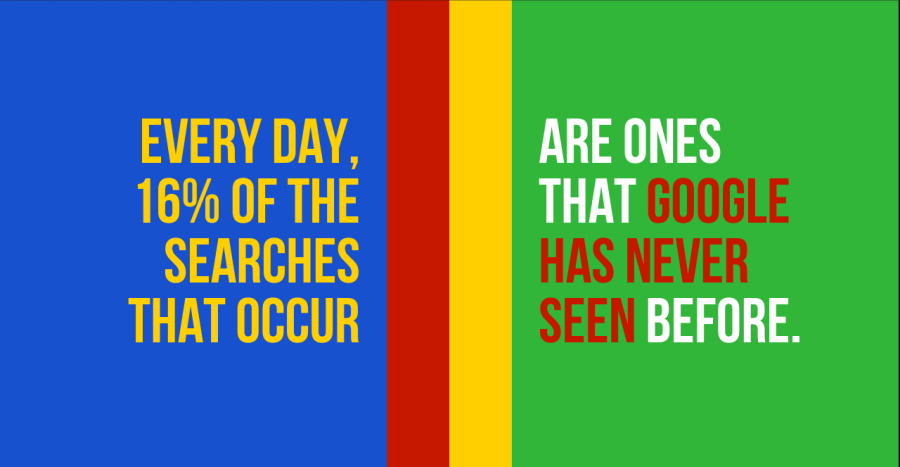 EVERY DAY,
16% OF THE
SEARCHES
THAT OCCUR
ARE ONES
THAT GOOGLE
HAS NEVER
SEEN BEFORE.